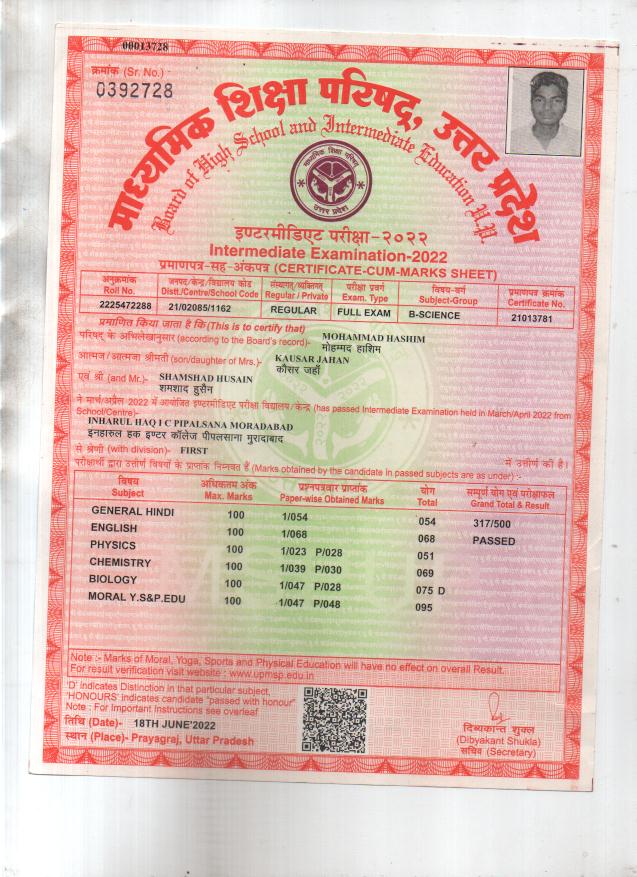 00013728
क्रमांक (Sr. No.) :-
0392728
माध्यमिक शिक्षा परिषद्, उत्तर प्रदेश
Board of High School and Intermediate Education U.P.
माध्यमिक शिक्षा परिषद्
उत्तर प्रदेश
इण्टरमीडिएट परीक्षा-२०२२
Intermediate Examination-2022
प्रमाणपत्र-सह-अंकपत्र (CERTIFICATE-CUM-MARKS SHEET)
अनुक्रमांक जनपद/केन्द्र/विद्यालय कोड संस्थागत/व्यक्तिगत परीक्षा प्रवर्ग विषय-वर्ग प्रमाणपत्र क्रमांक
Roll No. Distt./Centre/School Code Regular / Private Exam. Type Subject-Group Certificate No.
2225472288 21/02085/1162 REGULAR FULL EXAM B-SCIENCE 21013781
प्रमाणित किया जाता है कि(This is to certify that)
परिषद् के अभिलेखानुसार (according to the Board's record)- MOHAMMAD HASHIM
मोहम्मद हाशिम
आत्मज/आत्मजा श्रीमती (son/daughter of Mrs.)- KAUSAR JAHAN
कौसर जहाँ
एवं श्री (and Mr.)- SHAMSHAD HUSAIN
शमशाद हुसैन
ने मार्च/अप्रैल 2022 में आयोजित इण्टरमीडिएट परीक्षा विद्यालय/केन्द्र (has passed Intermediate Examination held in March/April 2022 from
School/Centre)-
INHARUL HAQ I C PIPALSANA MORADABAD
इनहारुल हक इण्टर कॉलेज पीपलसाना मुरादाबाद
से श्रेणी (with division)- FIRST में उत्तीर्ण की है।
परीक्षार्थी द्वारा उत्तीर्ण विषयों के प्राप्तांक निम्नवत हैं (Marks obtained by the candidate in passed subjects are as under) :-
विषय अधिकतम अंक प्रश्नपत्रवार प्राप्तांक योग सम्पूर्ण योग एवं परीक्षाफल
Subject Max. Marks Paper-wise Obtained Marks Total Grand Total & Result
GENERAL HINDI 100 1/054 054 317/500
ENGLISH 100 1/068 068 PASSED
PHYSICS 100 1/023 P/028 051
CHEMISTRY 100 1/039 P/030 069
BIOLOGY 100 1/047 P/028 075 D
MORAL Y.S&P.EDU 100 1/047 P/048 095
Note :- Marks of Moral, Yoga, Sports and Physical Education will have no effect on overall Result.
For result verification visit website : www.upmsp.edu.in
'D' indicates Distinction in that particular subject,
'HONOURS' indicates candidate "passed with honour"
Note : For Important Instructions see overleaf
तिथि (Date)- 18TH JUNE'2022
स्थान (Place)- Prayagraj, Uttar Pradesh
दिब्यकान्त शुक्ल
(Dibyakant Shukla)
सचिव (Secretary)